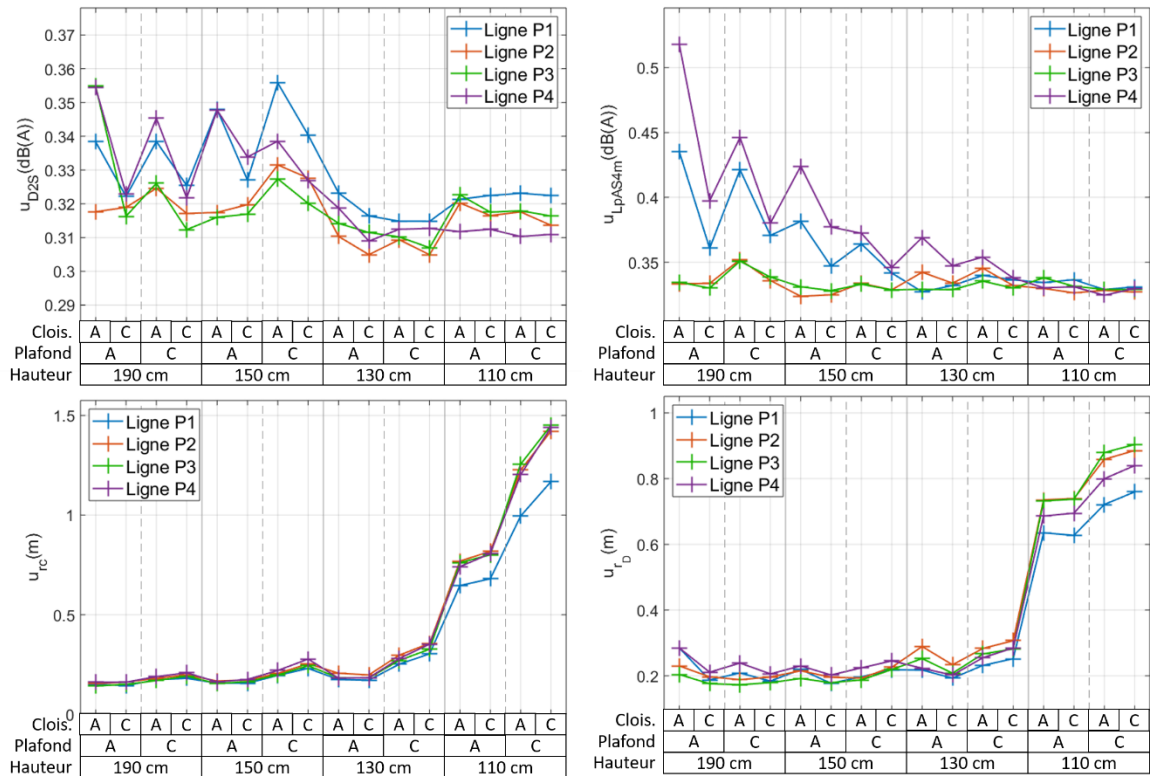 0.37
0.36
0.35
0.34
0.33
0.32
0.31
0.3
0.29
u_D2S(dB(A))
Ligne P1
Ligne P2
Ligne P3
Ligne P4
Clois. A C A C A C A C A C A C A C A C
Plafond A C A C A C A C
Hauteur 190 cm 150 cm 130 cm 110 cm
0.5
0.45
0.4
0.35
u_LpAS4m(dB(A))
Ligne P1
Ligne P2
Ligne P3
Ligne P4
Clois. A C A C A C A C A C A C A C A C
Plafond A C A C A C A C
Hauteur 190 cm 150 cm 130 cm 110 cm
1.5
1
0.5
0
u_rc(m)
Ligne P1
Ligne P2
Ligne P3
Ligne P4
Clois. A C A C A C A C A C A C A C A C
Plafond A C A C A C A C
Hauteur 190 cm 150 cm 130 cm 110 cm
1
0.8
0.6
0.4
0.2
u_r_D(m)
Ligne P1
Ligne P2
Ligne P3
Ligne P4
Clois. A C A C A C A C A C A C A C A C
Plafond A C A C A C A C
Hauteur 190 cm 150 cm 130 cm 110 cm